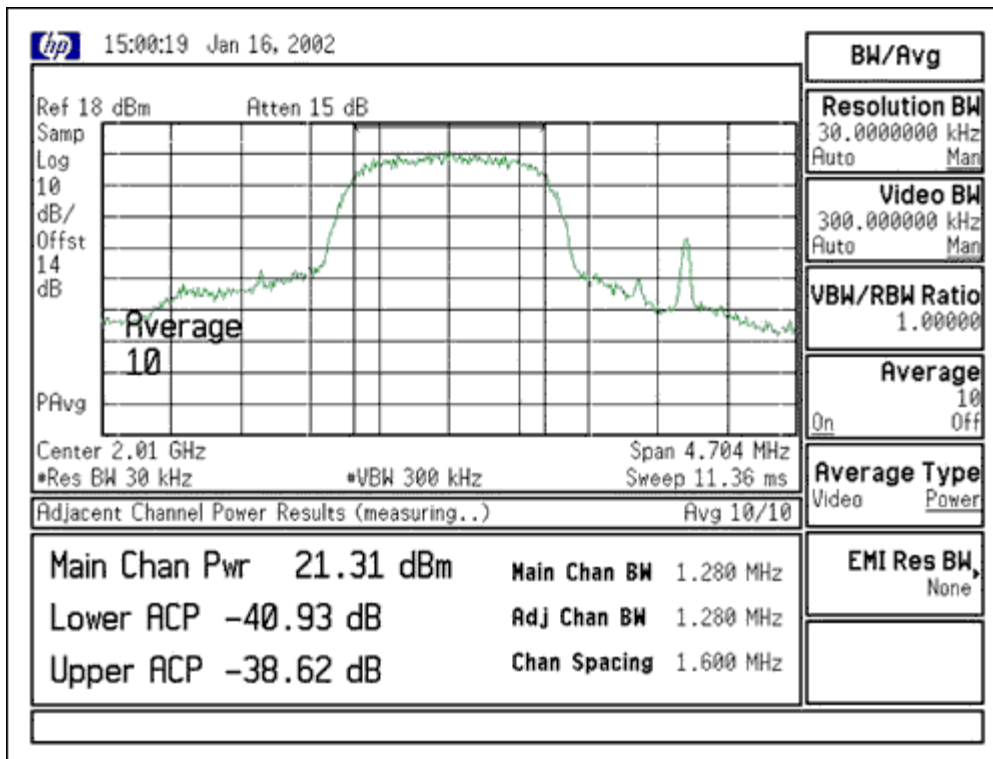 hp 15:00:19 Jan 16, 2002
Ref 18 dBm Atten 15 dB
Samp
Log
10
dB/
Offst
14
dB
Average
10
PAvg
Center 2.01 GHz Span 4.704 MHz
*Res BW 30 kHz *VBW 300 kHz Sweep 11.36 ms
Adjacent Channel Power Results (measuring..) Avg 10/10
Main Chan Pwr 21.31 dBm Main Chan BW 1.280 MHz
Lower ACP -40.93 dB Adj Chan BW 1.280 MHz
Upper ACP -38.62 dB Chan Spacing 1.600 MHz
BW/Avg
Resolution BW
30.0000000 kHz
Auto Man
Video BW
300.000000 kHz
Auto Man
VBW/RBW Ratio
1.00000
Average
10
On Off
Average Type
Video Power
EMI Res BW
None